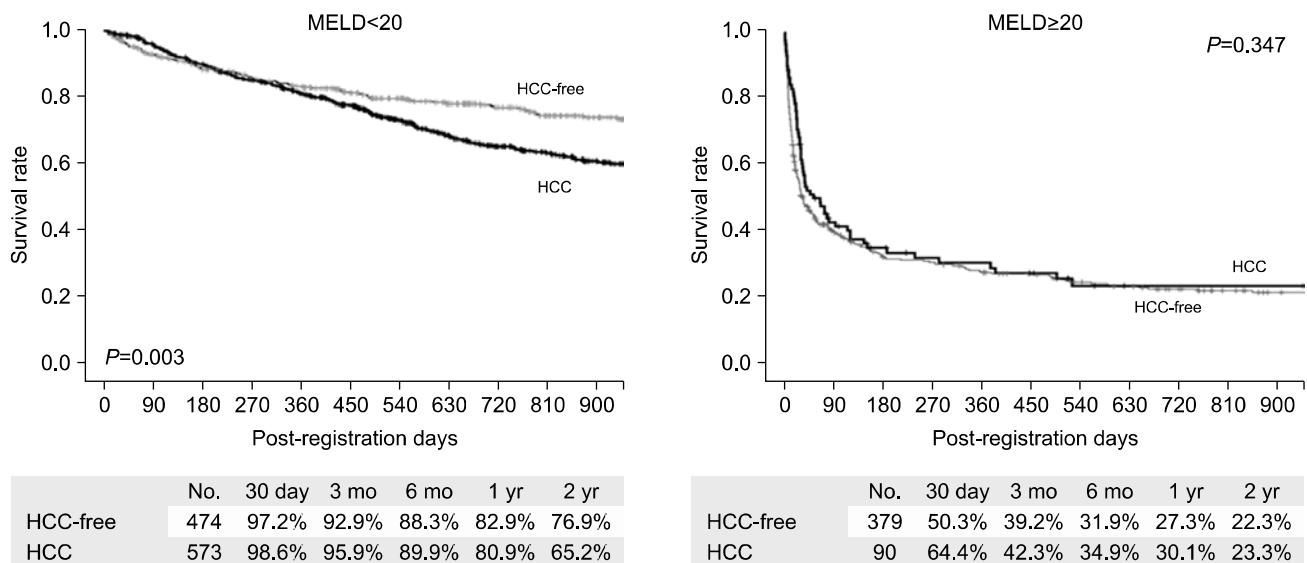 MELD<20
1.0
0.8
0.6
0.4
0.2
0.0
Survival rate
HCC-free
HCC
P=0.003
0 90 180 270 360 450 540 630 720 810 900
Post-registration days
No. 30 day 3 mo 6 mo 1 yr 2 yr
HCC-free 474 97.2% 92.9% 88.3% 82.9% 76.9%
HCC 573 98.6% 95.9% 89.9% 80.9% 65.2%
MELD≥20
P=0.347
1.0
0.8
0.6
0.4
0.2
0.0
Survival rate
HCC
HCC-free
0 90 180 270 360 450 540 630 720 810 900
Post-registration days
No. 30 day 3 mo 6 mo 1 yr 2 yr
HCC-free 379 50.3% 39.2% 31.9% 27.3% 22.3%
HCC 90 64.4% 42.3% 34.9% 30.1% 23.3%